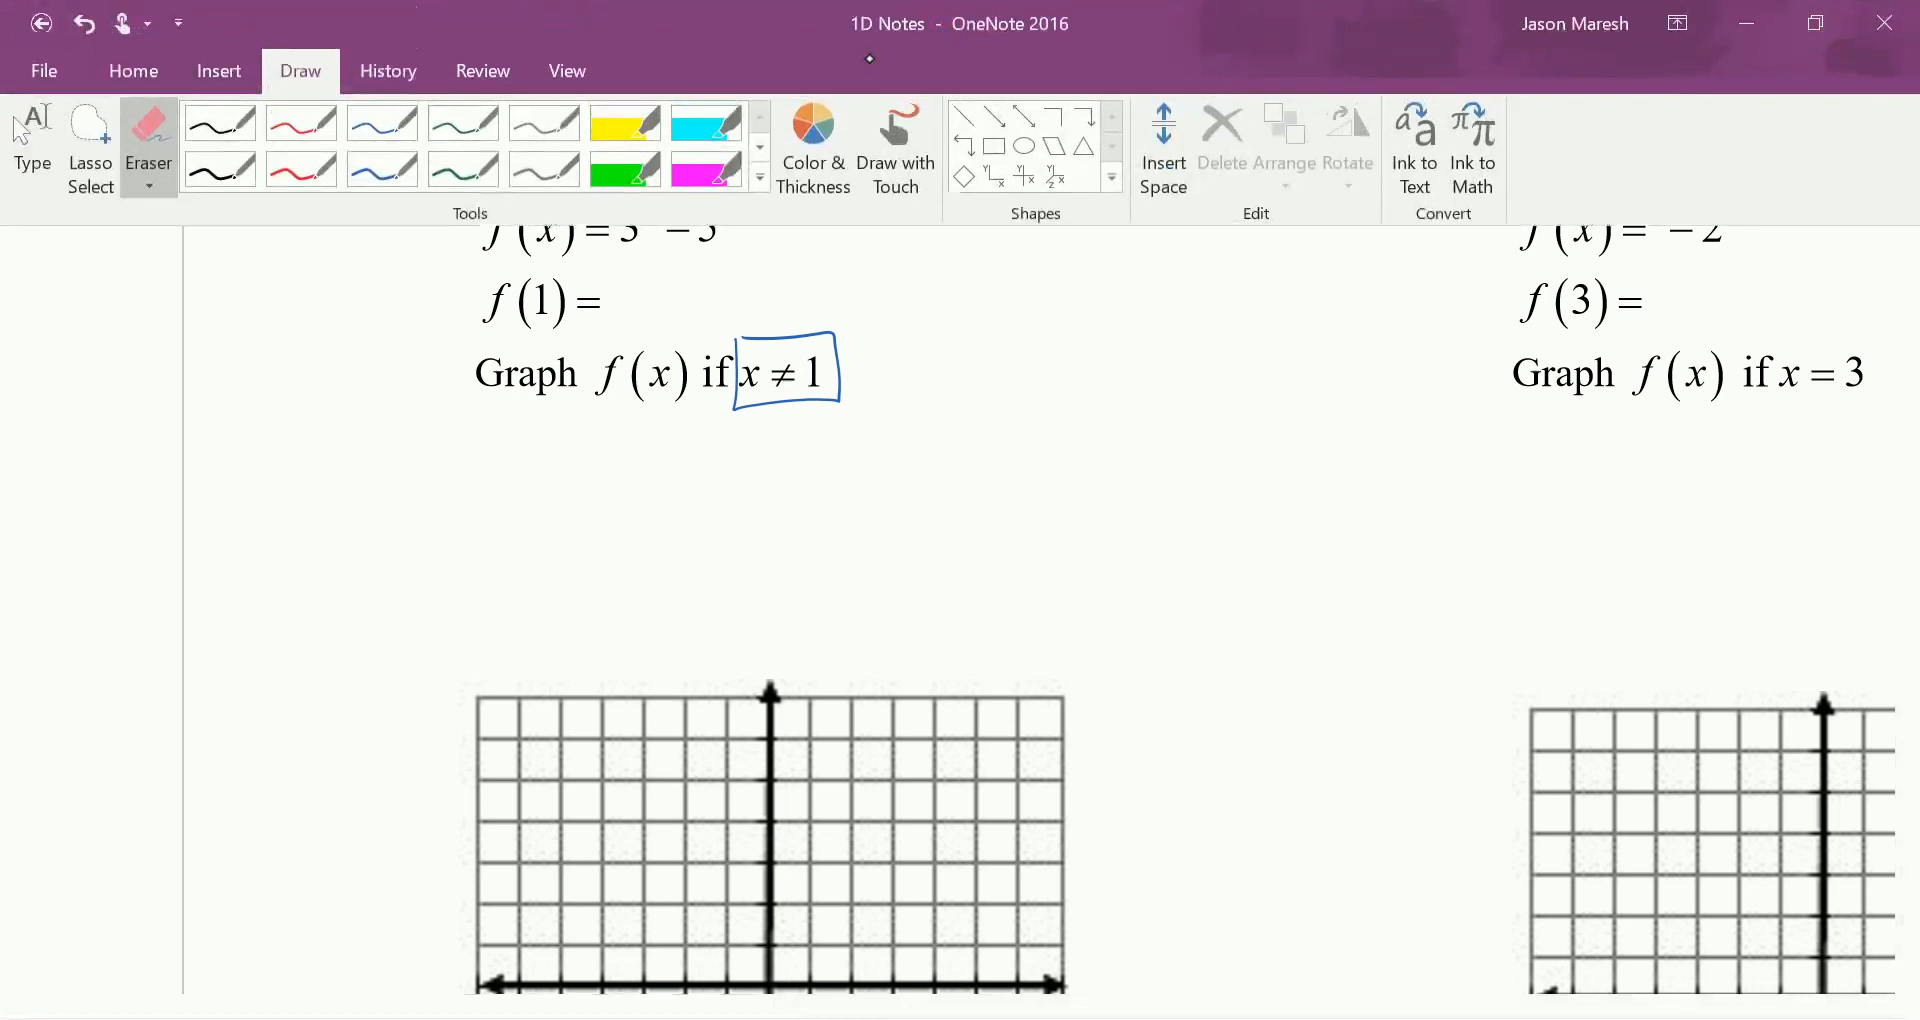 1D Notes - OneNote 2016
Jason Maresh
File Home Insert Draw History Review View
Type
Lasso Select
Eraser
Color & Thickness
Draw with Touch
Insert Space
Delete
Arrange
Rotate
Ink to Text
Ink to Math
Tools
Shapes
Edit
Convert
f(1) =
Graph f(x) if x ≠ 1
f(3) =
Graph f(x) if x = 3